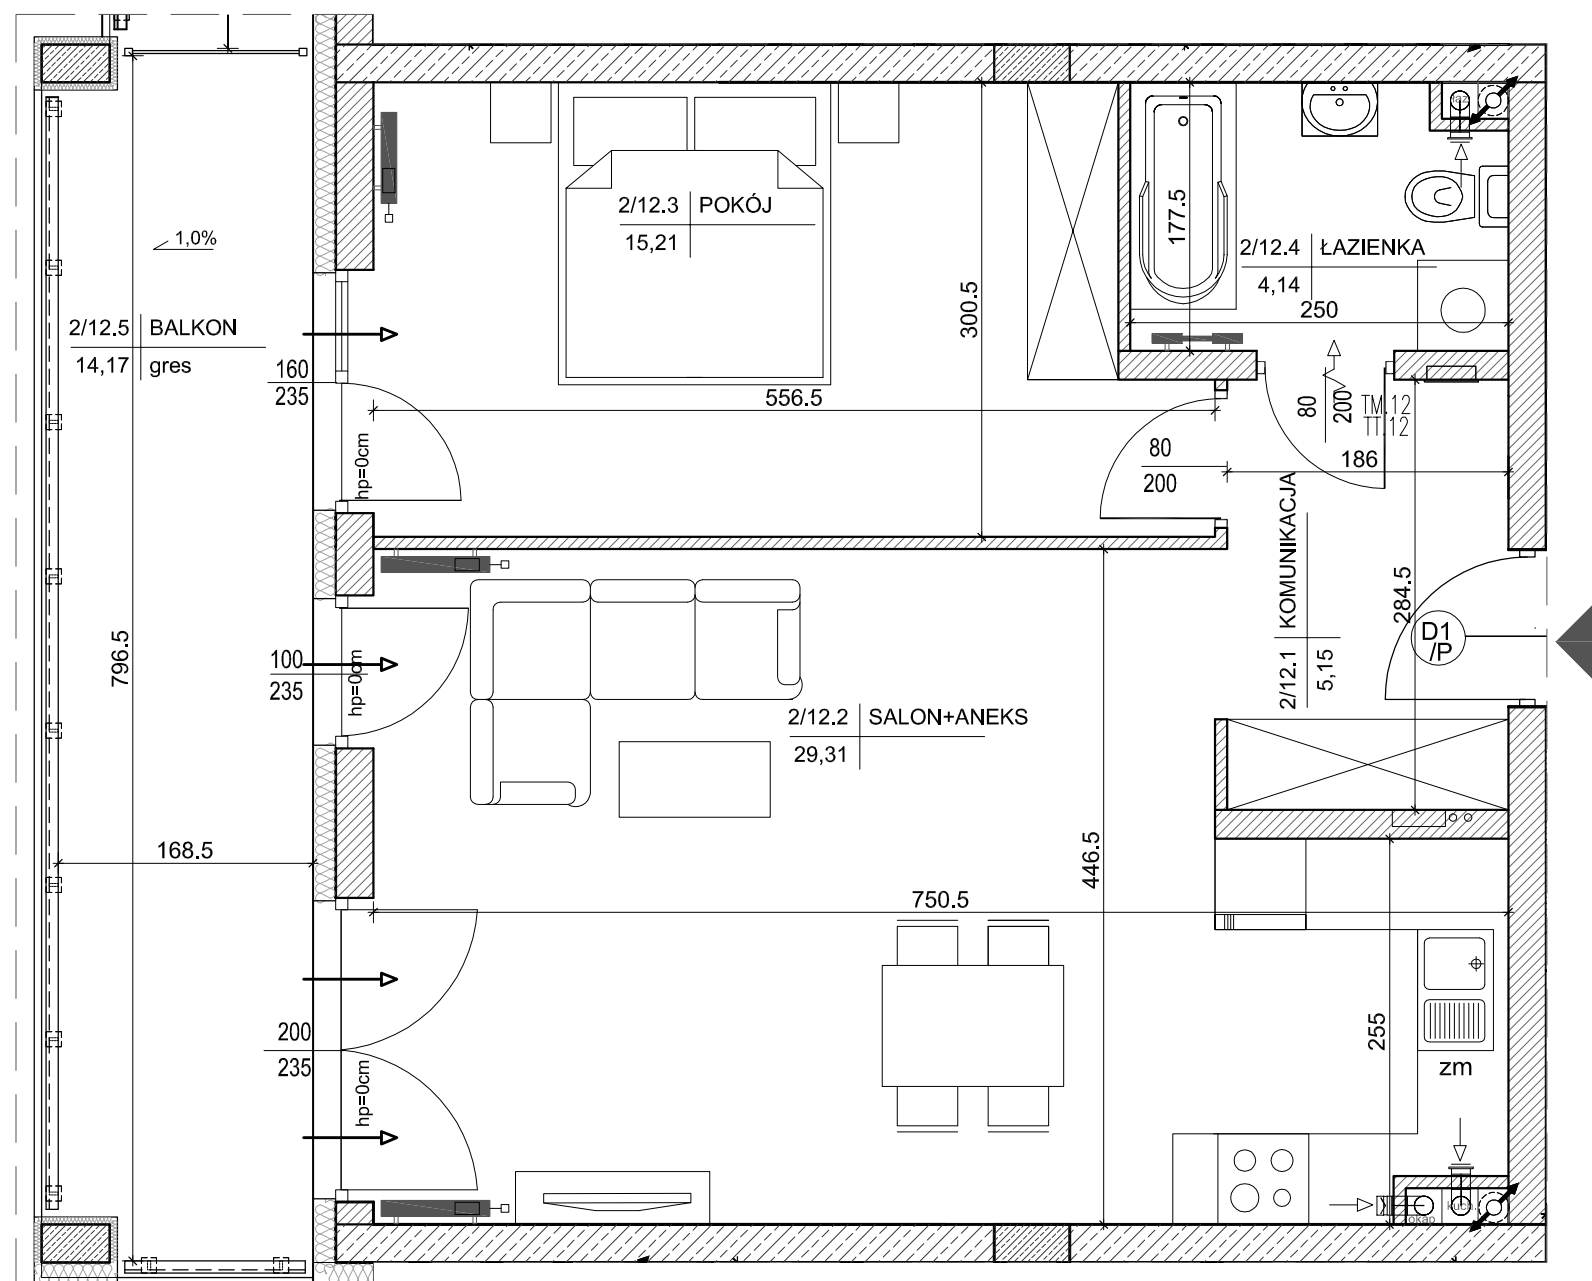 1,0%
2/12.5 BALKON
14,17 gres
796.5
168.5
160
235
hp=0cm
100
235
hp=0cm
200
235
hp=0cm
2/12.3 POKÓJ
15,21
300.5
556.5
177.5
2/12.4 ŁAZIENKA
4,14
250
łaz.
80
200
TM.12
TT.12
80
200
186
2/12.1 KOMUNIKACJA
5,15
284.5
D1
/P
2/12.2 SALON+ANEKS
29,31
446.5
750.5
255
zm
okap
kuch.